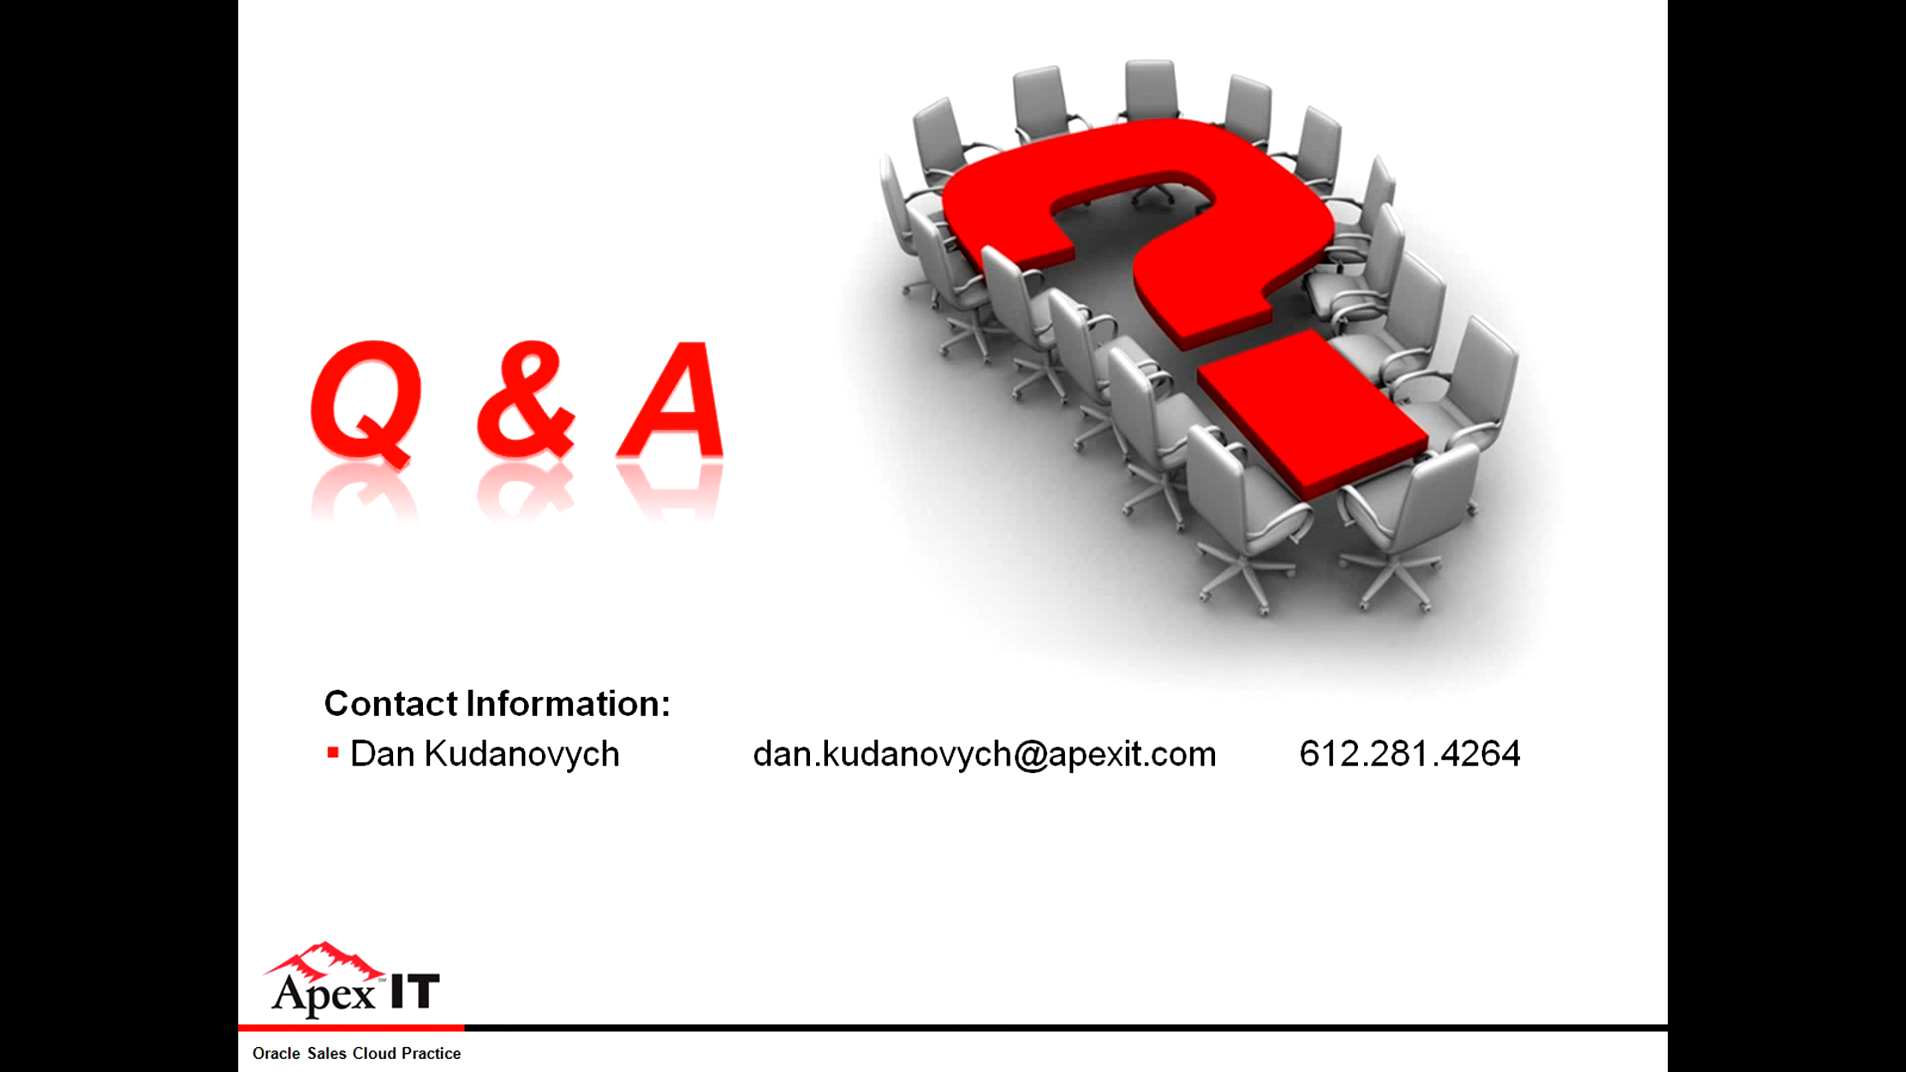 Q & A
Contact Information:
Dan Kudanovych dan.kudanovych@apexit.com 612.281.4264
Apex IT
Oracle Sales Cloud Practice